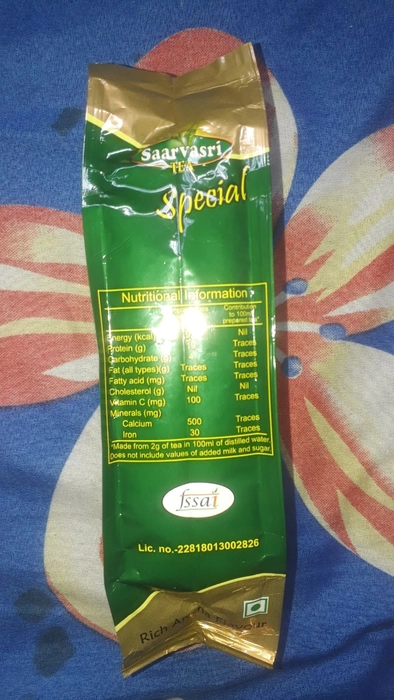 Saarvasri
TEA
Special
Nutritional Information
Contribution
to 100ml
prepared
Energy (kcal) Nil
Protein (g) Traces
Carbohydrate (g) Traces
Fat (all types)(g) Traces Traces
Fatty acid (mg) Traces Traces
Cholesterol (g) Nil Nil
Vitamin C (mg) 100 Traces
Minerals (mg)
Calcium 500 Traces
Iron 30 Traces
*Made from 2g of tea in 100ml of distilled water.
Does not include values of added milk and sugar.
fssai
Lic. no.-22818013002826
Rich Flavour